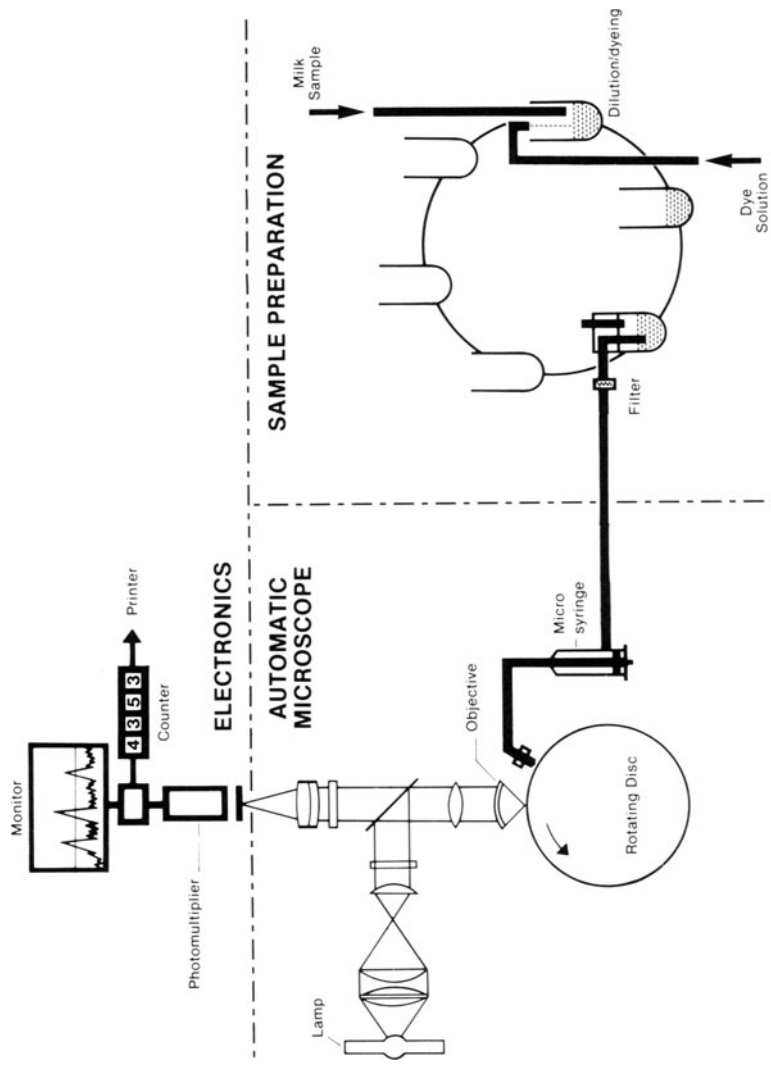 Monitor
4 3 5 3
Counter
Printer
Photomultiplier
ELECTRONICS
AUTOMATIC
MICROSCOPE
SAMPLE PREPARATION
Milk
Sample
Dilution/dyeing
Dye
Solution
Filter
Micro
syringe
Objective
Rotating Disc
Lamp